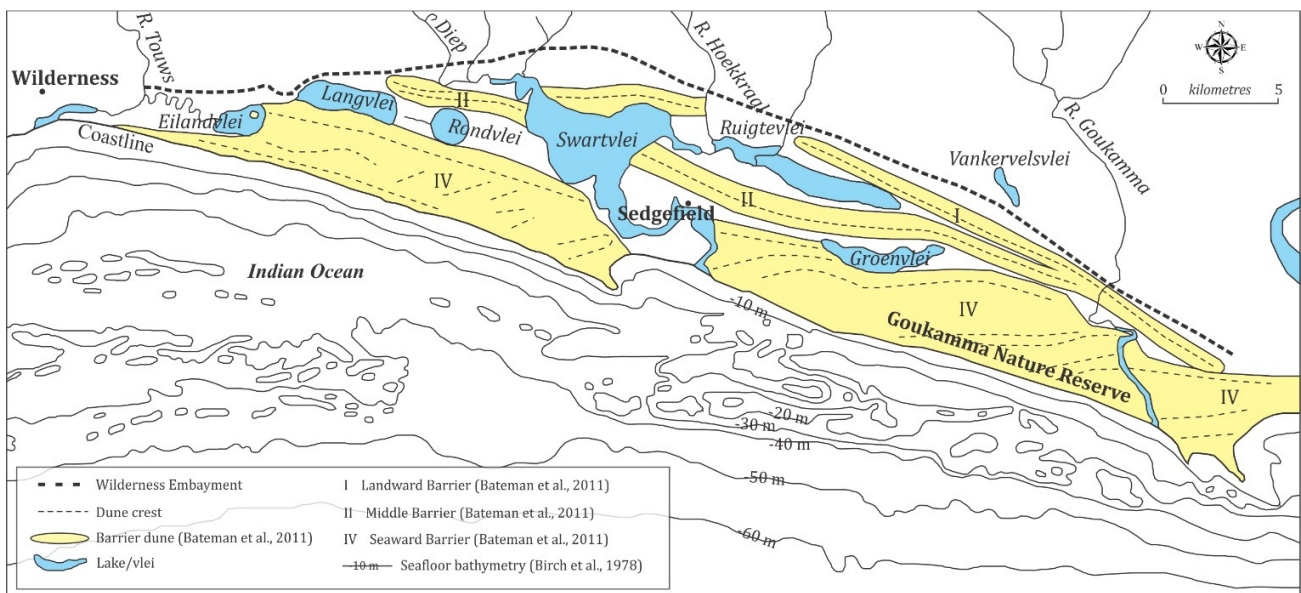 R. Touws
Diep
R. Hoekkraal
N
W
E
S
0 kilometres 5
Wilderness
Langvlei
II
Eilandvlei
Rondvlei
Swartvlei
Ruigtevlei
Vankervelsvlei
R. Goukamma
Coastline
IV
Sedgefield
II
I
Groenvlei
Indian Ocean
-10 m
IV
Goukamma Nature Reserve
IV
-20 m
-30 m
-40 m
-50 m
-60 m
Wilderness Embayment
Dune crest
Barrier dune (Bateman et al., 2011)
Lake/vlei
I Landward Barrier (Bateman et al., 2011)
II Middle Barrier (Bateman et al., 2011)
IV Seaward Barrier (Bateman et al., 2011)
-10 m Seafloor bathymetry (Birch et al., 1978)